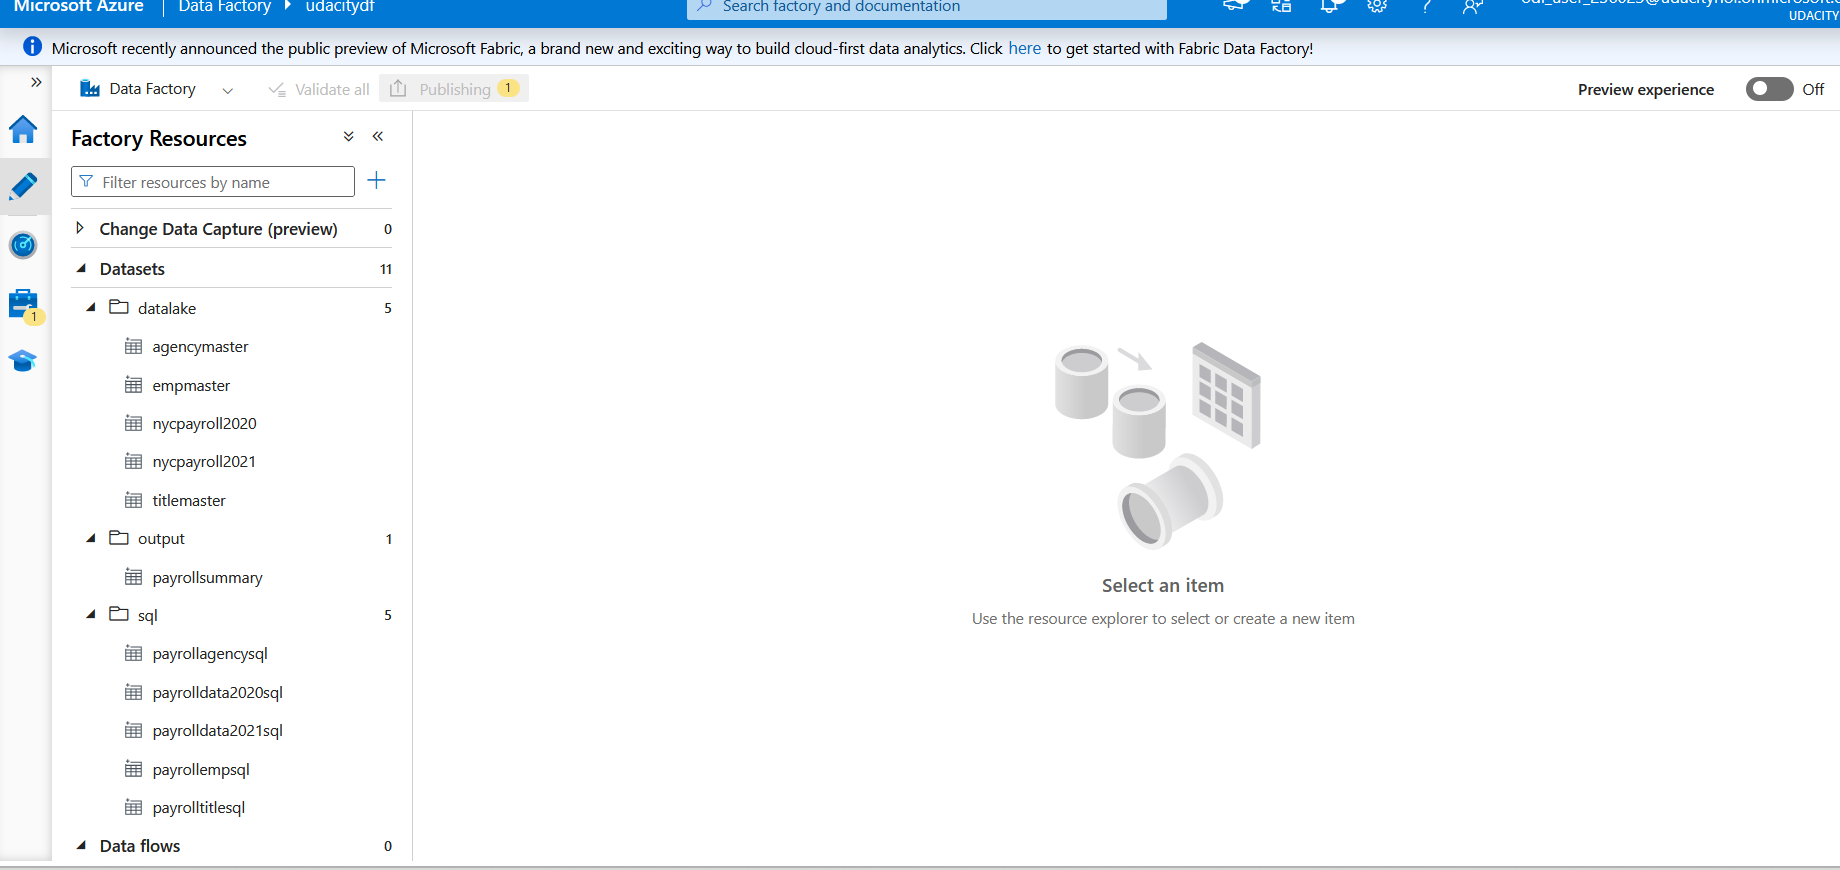 Microsoft Azure | Data Factory udacitydf
Search factory and documentation
UDACITY
Microsoft recently announced the public preview of Microsoft Fabric, a brand new and exciting way to build cloud-first data analytics. Click here to get started with Fabric Data Factory!
Data Factory
Validate all
Publishing 1
Preview experience
Off
Factory Resources
Filter resources by name
Change Data Capture (preview) 0
Datasets 11
datalake 5
agencymaster
empmaster
nycpayroll2020
nycpayroll2021
titlemaster
output 1
payrollsummary
sql 5
payrollagencysql
payrolldata2020sql
payrolldata2021sql
payrollempsql
payrolltitlesql
Data flows 0
1
Select an item
Use the resource explorer to select or create a new item